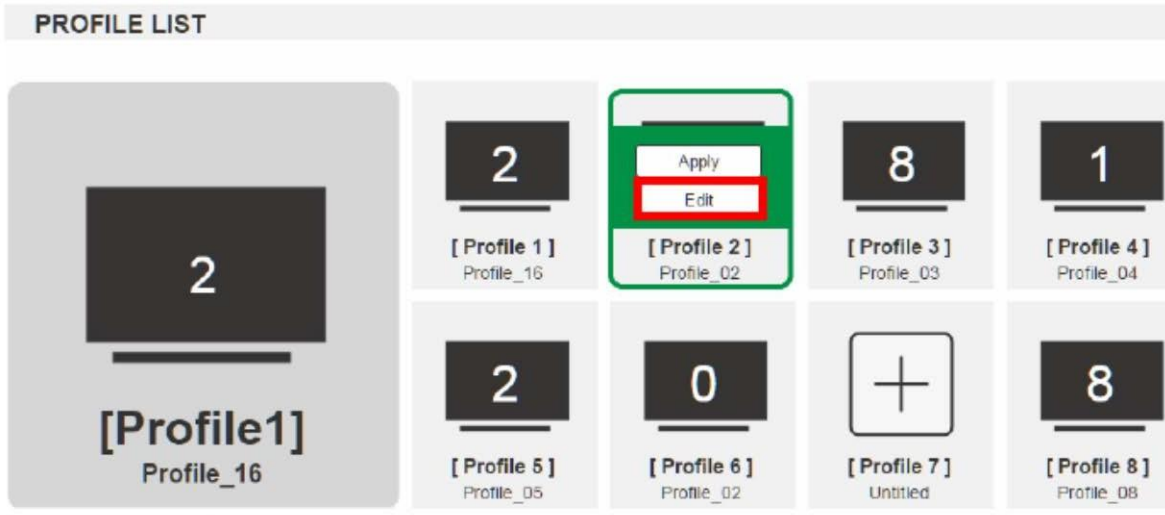 PROFILE LIST
2
[Profile1]
Profile_16
2
[ Profile 1 ]
Profile_16
Apply
Edit
[ Profile 2 ]
Profile_02
8
[ Profile 3 ]
Profile_03
1
[ Profile 4 ]
Profile_04
2
[ Profile 5 ]
Profile_05
0
[ Profile 6 ]
Profile_02
[ Profile 7 ]
Untitled
8
[ Profile 8 ]
Profile_08